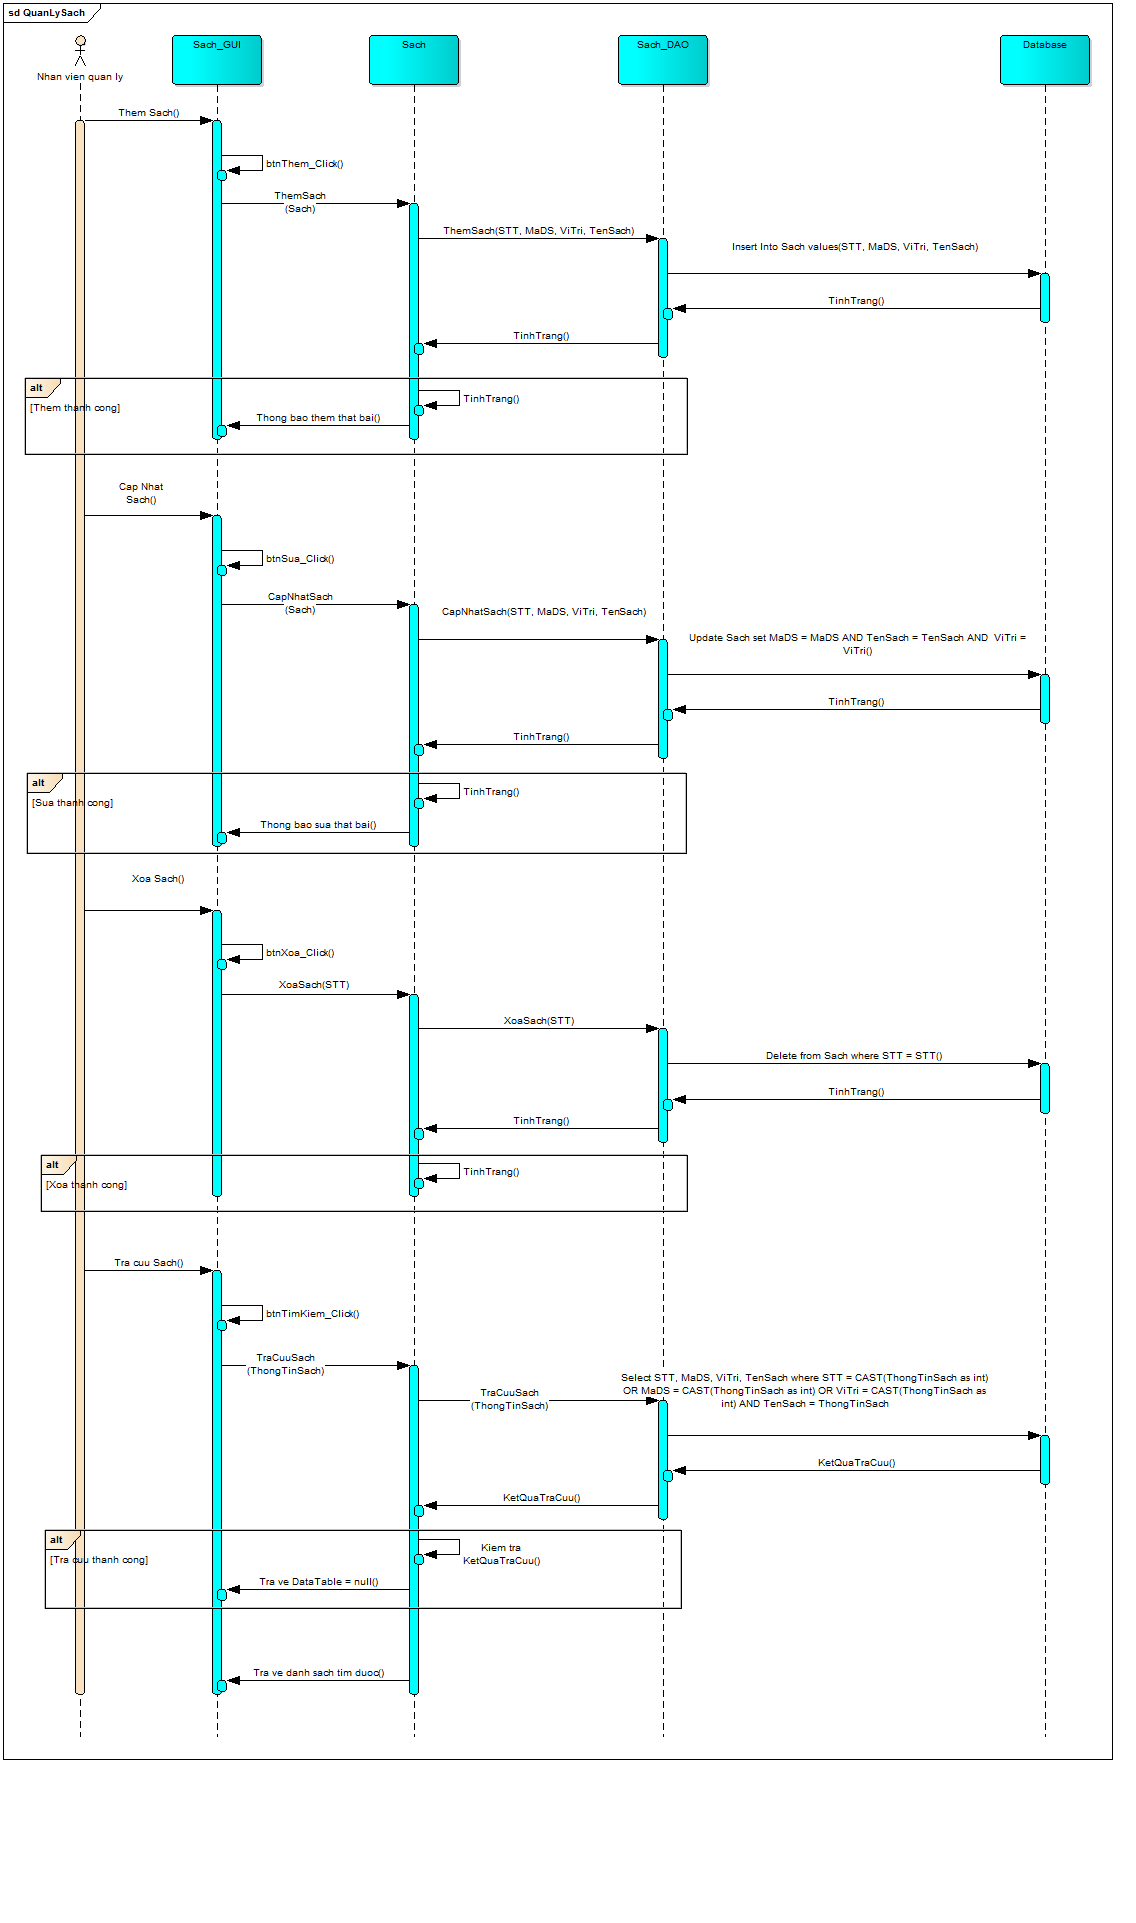 sd QuanLySach
Nhan vien quan ly
Sach_GUI
Sach
Sach_DAO
Database
Them Sach()
btnThem_Click()
ThemSach
(Sach)
ThemSach(STT, MaDS, ViTri, TenSach)
Insert Into Sach values(STT, MaDS, ViTri, TenSach)
TinhTrang()
TinhTrang()
alt
[Them thanh cong]
TinhTrang()
Thong bao them that bai()
Cap Nhat
Sach()
btnSua_Click()
CapNhatSach
(Sach)
CapNhatSach(STT, MaDS, ViTri, TenSach)
Update Sach set MaDS = MaDS AND TenSach = TenSach AND  ViTri =
ViTri()
TinhTrang()
TinhTrang()
alt
[Sua thanh cong]
TinhTrang()
Thong bao sua that bai()
Xoa Sach()
btnXoa_Click()
XoaSach(STT)
XoaSach(STT)
Delete from Sach where STT = STT()
TinhTrang()
TinhTrang()
alt
[Xoa thanh cong]
TinhTrang()
Tra cuu Sach()
btnTimKiem_Click()
TraCuuSach
(ThongTinSach)
TraCuuSach
(ThongTinSach)
Select STT, MaDS, ViTri, TenSach where STT = CAST(ThongTinSach as int)
OR MaDS = CAST(ThongTinSach as int) OR ViTri = CAST(ThongTinSach as
int) AND TenSach = ThongTinSach
KetQuaTraCuu()
KetQuaTraCuu()
alt
[Tra cuu thanh cong]
Kiem tra
KetQuaTraCuu()
Tra ve DataTable = null()
Tra ve danh sach tim duoc()